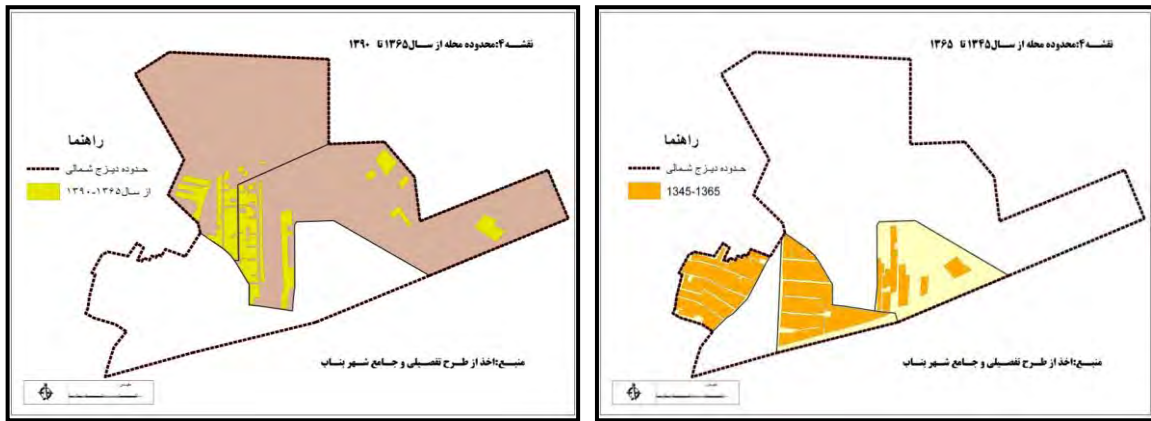 نقشه۴:محدوده محله از سال۱۳۴۵ تا ۱۳۶۵
راهنما
حدوده دیزج شمالی
1345-1365
منبع:اخذ از طرح تفصیلی و جامع شهر بناب
نقشه۴:محدوده محله از سال۱۳۶۵ تا ۱۳۹۰
راهنما
حدوده دیزج شمالی
از سال۱۳۶۵-۱۳۹۰
منبع:اخذ از طرح تفصیلی و جامع شهر بناب